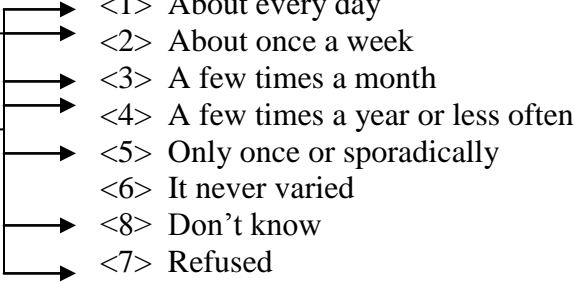 <1> About every day
<2> About once a week
<3> A few times a month
<4> A few times a year or less often
<5> Only once or sporadically
<6> It never varied
<8> Don’t know
<7> Refused